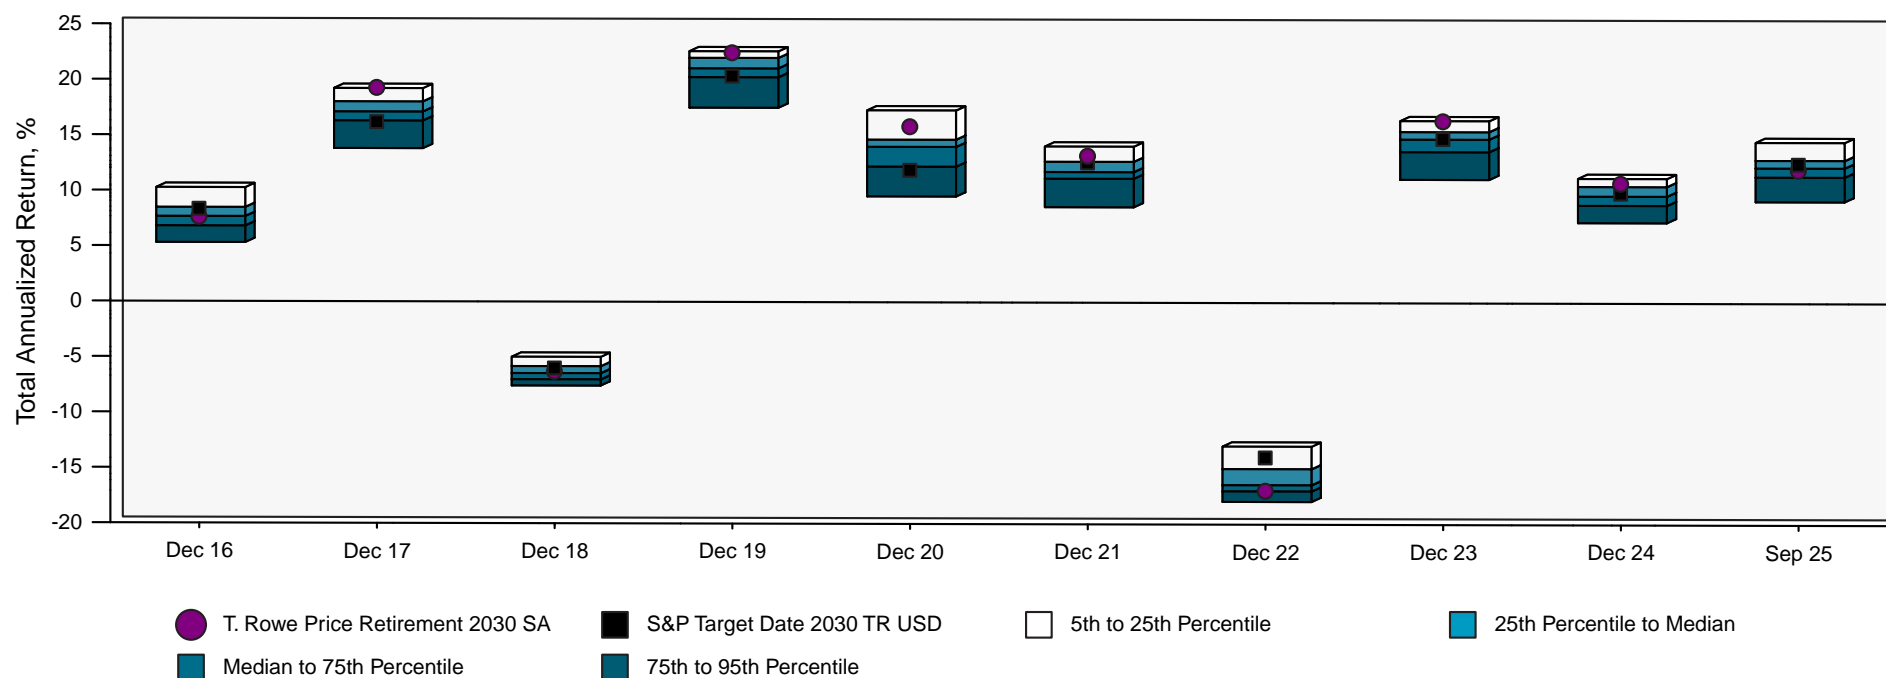 Total Annualized Return, %
25
20
15
10
5
0
-5
-10
-15
-20
Dec 16 Dec 17 Dec 18 Dec 19 Dec 20 Dec 21 Dec 22 Dec 23 Dec 24 Sep 25
T. Rowe Price Retirement 2030 SA S&P Target Date 2030 TR USD 5th to 25th Percentile 25th Percentile to Median
Median to 75th Percentile 75th to 95th Percentile